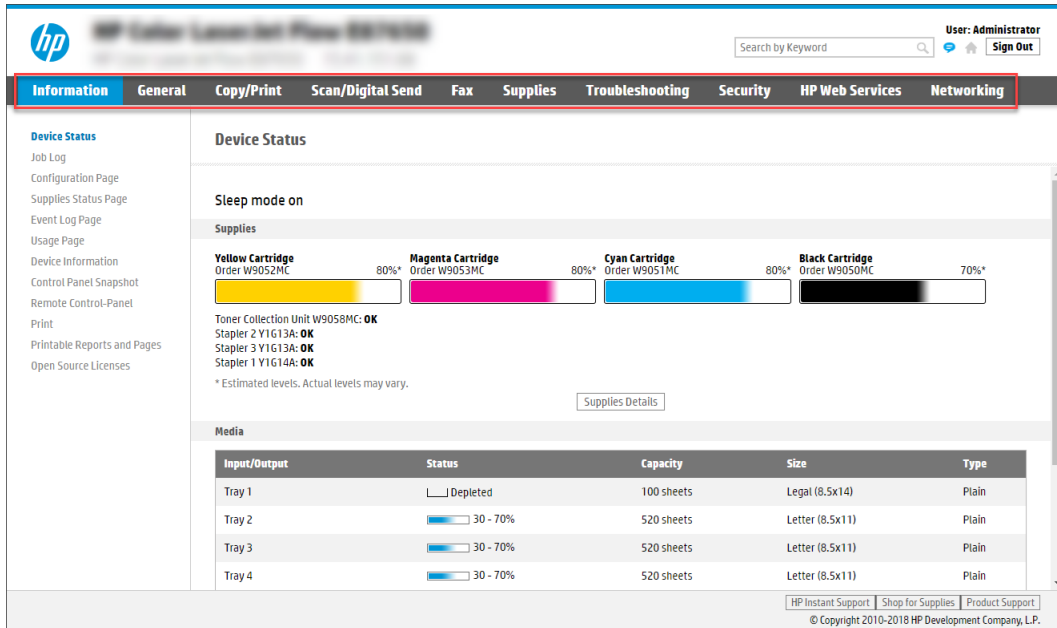 hp
User: Administrator
Search by Keyword
Sign Out
Information General Copy/Print Scan/Digital Send Fax Supplies Troubleshooting Security HP Web Services Networking
Device Status
Job Log
Configuration Page
Supplies Status Page
Event Log Page
Usage Page
Device Information
Control Panel Snapshot
Remote Control-Panel
Print
Printable Reports and Pages
Open Source Licenses
Device Status
Sleep mode on
Supplies
Yellow Cartridge
Order W9052MC 80%*
Magenta Cartridge
Order W9053MC 80%*
Cyan Cartridge
Order W9051MC 80%*
Black Cartridge
Order W9050MC 70%*
Toner Collection Unit W9058MC: OK
Stapler 2 Y1G13A: OK
Stapler 3 Y1G13A: OK
Stapler 1 Y1G14A: OK
* Estimated levels. Actual levels may vary.
Supplies Details
Media
Input/Output Status Capacity Size Type
Tray 1 Depleted 100 sheets Legal (8.5x14) Plain
Tray 2 30 - 70% 520 sheets Letter (8.5x11) Plain
Tray 3 30 - 70% 520 sheets Letter (8.5x11) Plain
Tray 4 30 - 70% 520 sheets Letter (8.5x11) Plain
HP Instant Support Shop for Supplies Product Support
© Copyright 2010-2018 HP Development Company, L.P.